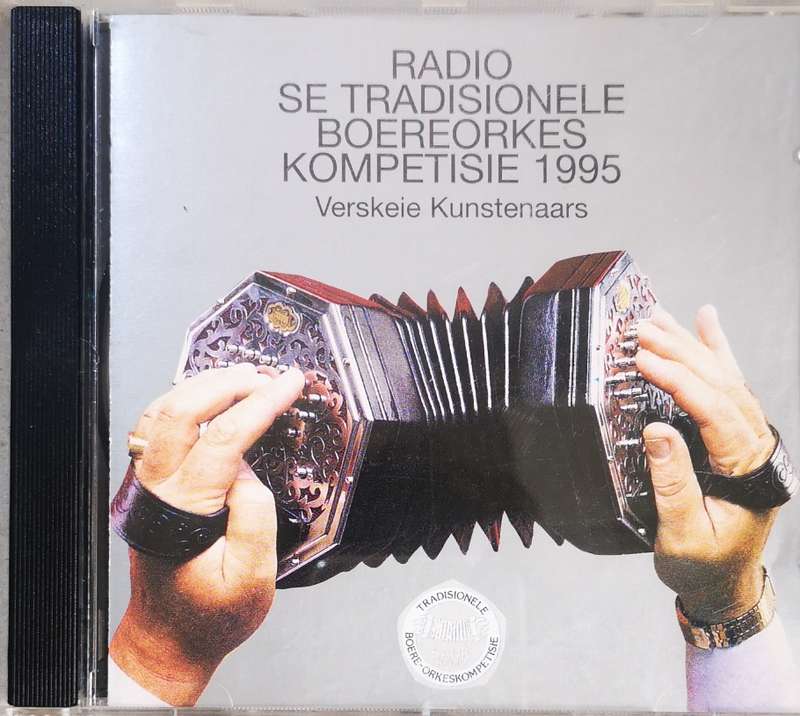 RADIO
SE TRADISIONELE
BOEREORKES
KOMPETISIE 1995
Verskeie Kunstenaars
TRADISIONELE
BOERE-ORKESKOMPETISIE